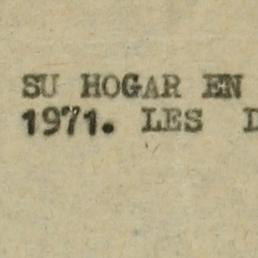 SU HOGAR EN
1971. LES